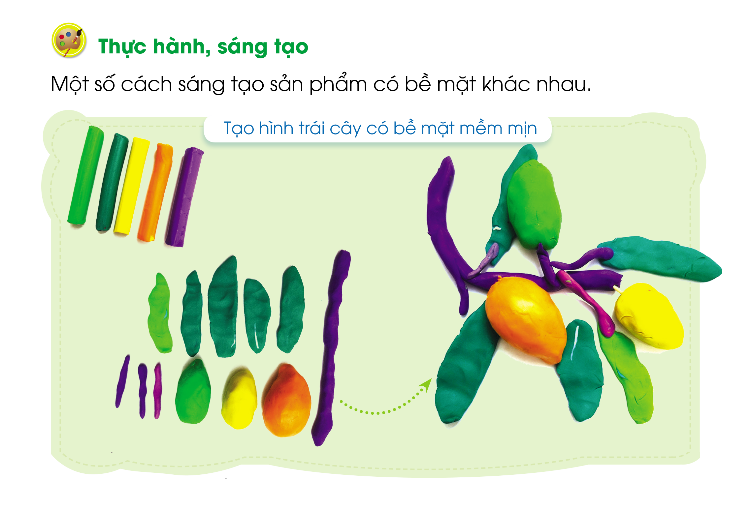 Thực hành, sáng tạo
Một số cách sáng tạo sản phẩm có bề mặt khác nhau.
Tạo hình trái cây có bề mặt mềm mịn